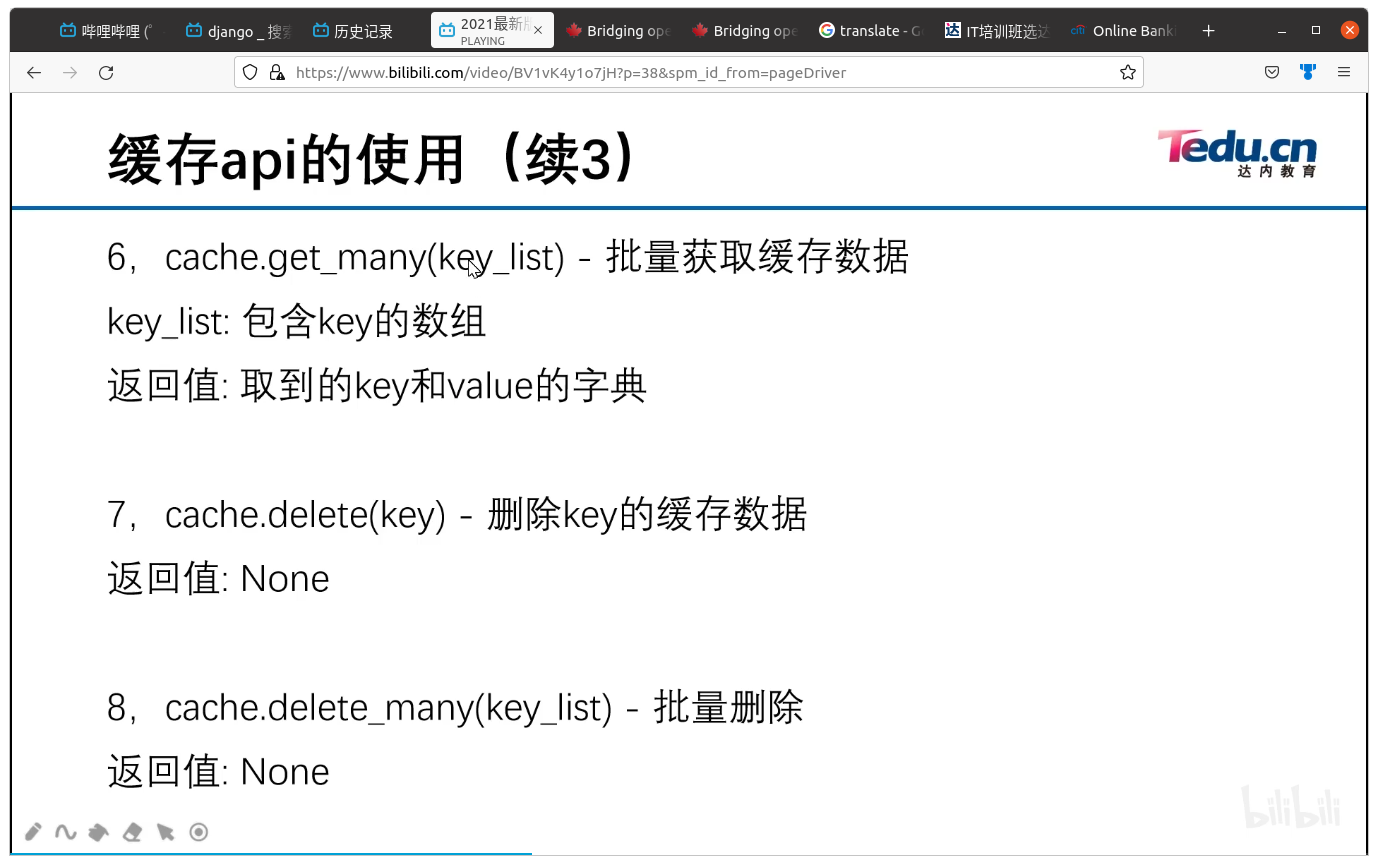 哔哩哔哩 (
django _ 搜
历史记录
2021最新
PLAYING
Bridging ope
Bridging ope
translate - G
达 IT培训班选达
citi Online Bank
https://www.bilibili.com/video/BV1vK4y1o7jH?p=38&spm_id_from=pageDriver
缓存api的使用（续3）
Tedu.cn
达内教育
6，cache.get_many(key_list) - 批量获取缓存数据
key_list: 包含key的数组
返回值: 取到的key和value的字典
7，cache.delete(key) - 删除key的缓存数据
返回值: None
8，cache.delete_many(key_list) - 批量删除
返回值: None
bilibili